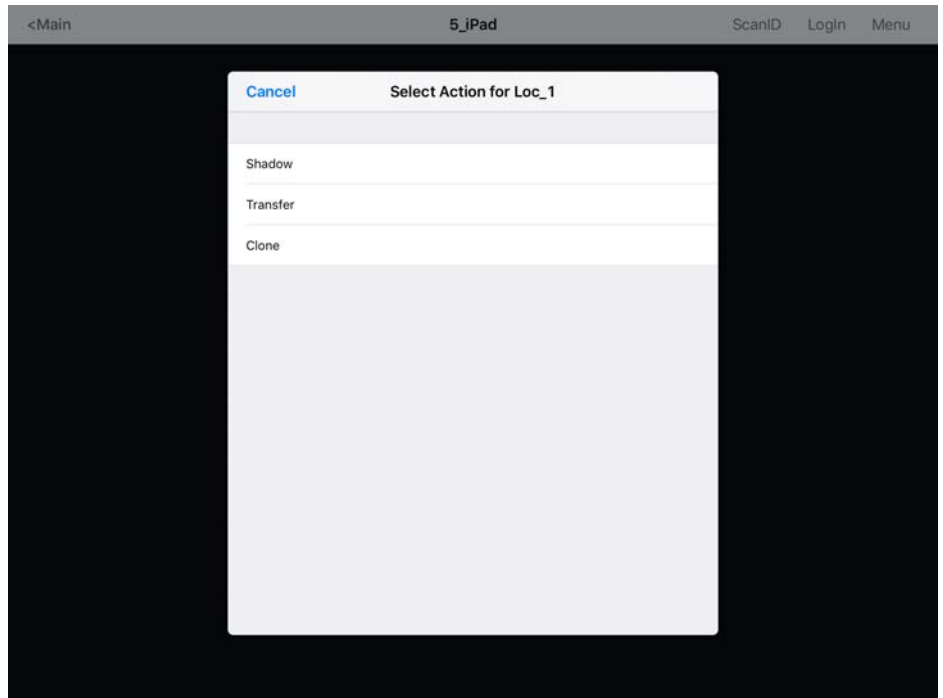 <Main 5_iPad ScanID LogIn Menu
Cancel Select Action for Loc_1
Shadow
Transfer
Clone